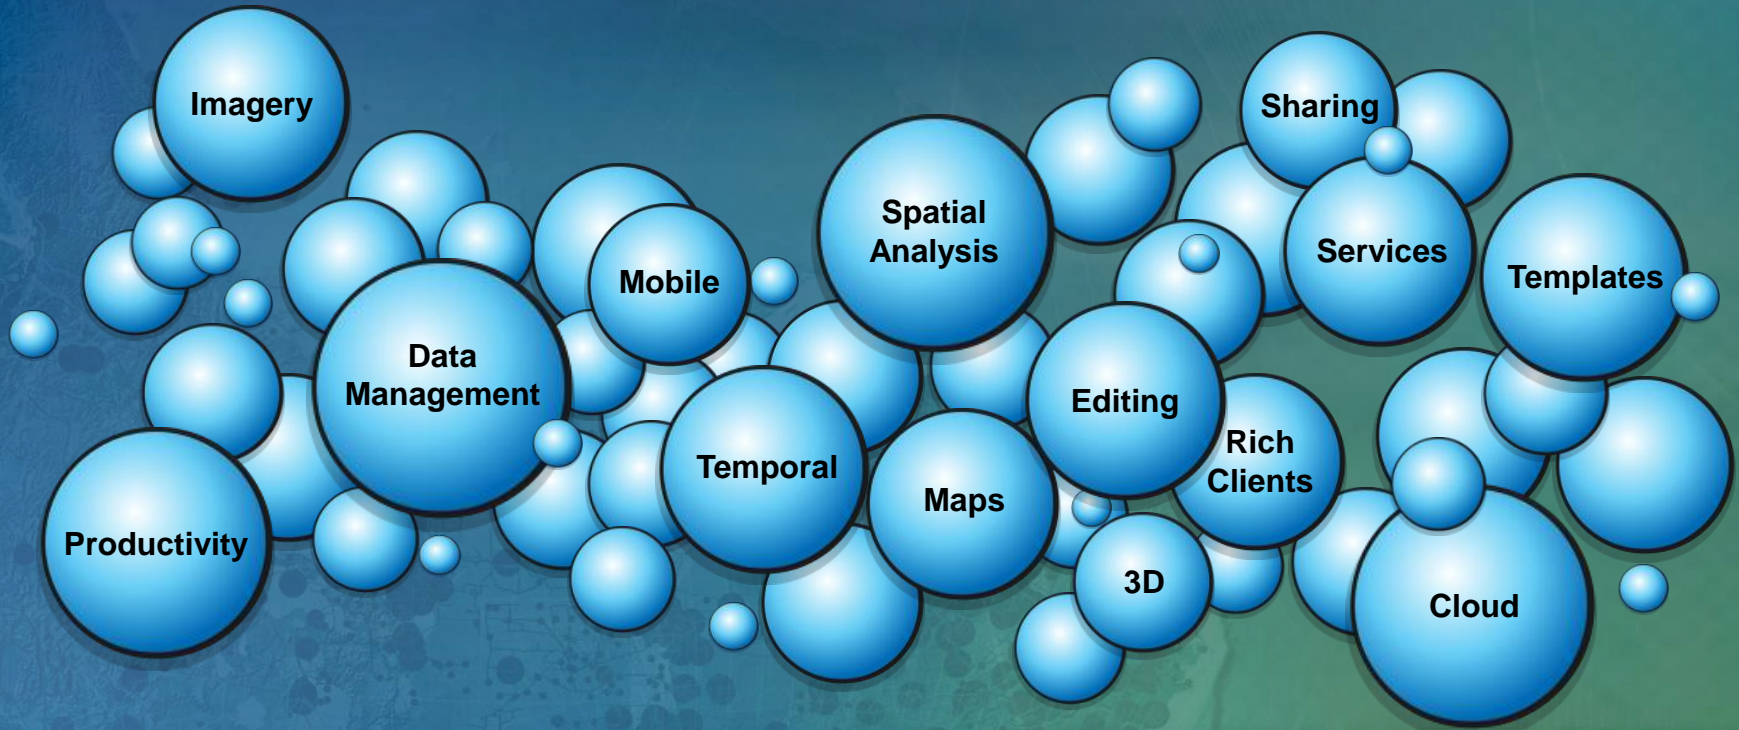 Imagery
Sharing
Spatial
Analysis
Services
Mobile
Templates
Data
Management
Editing
Rich
Clients
Temporal
Maps
Productivity
3D
Cloud